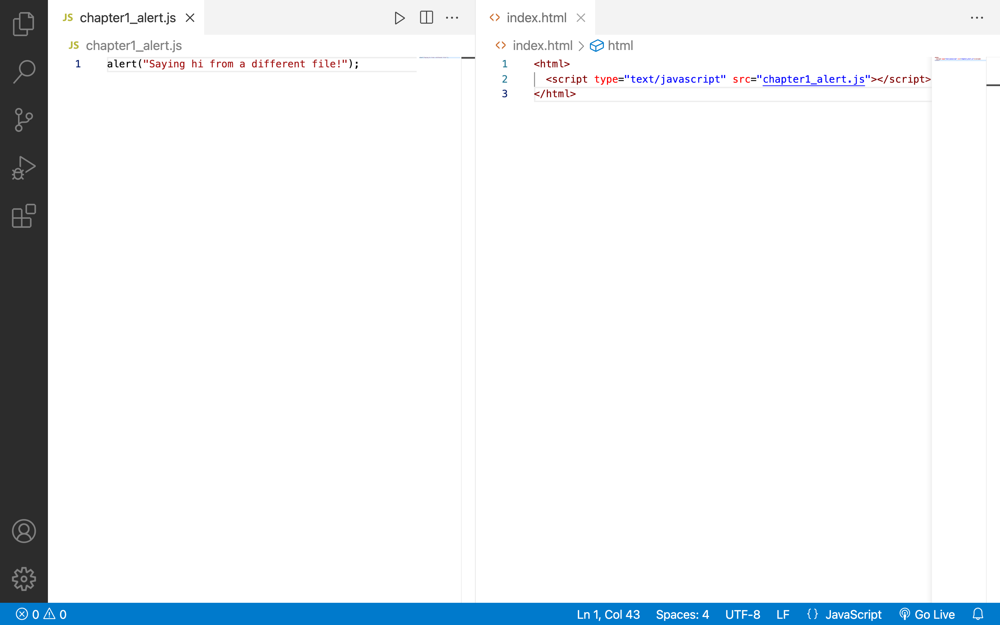 JS chapter1_alert.js
JS chapter1_alert.js
1 alert("Saying hi from a different file!");
index.html
index.html > html
1 <html>
2 <script type="text/javascript" src="chapter1_alert.js"></script>
3 </html>
0 0 Ln 1, Col 43 Spaces: 4 UTF-8 LF {} JavaScript Go Live